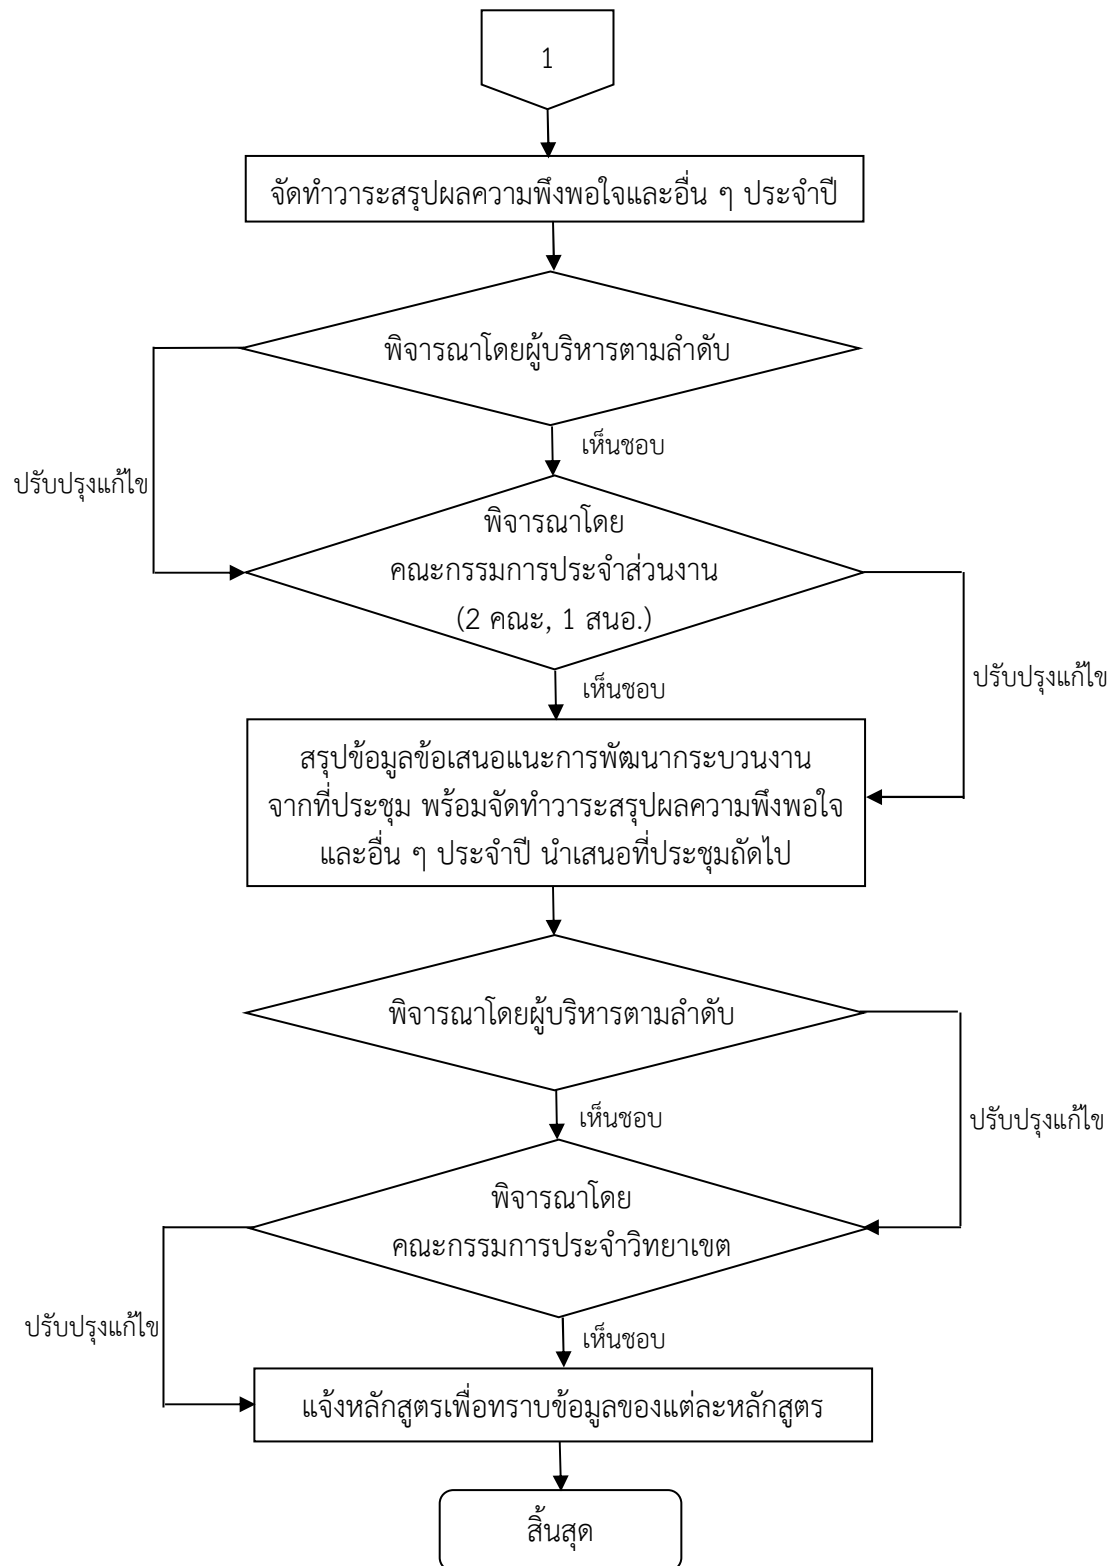 1
จัดทำวาระสรุปผลความพึงพอใจและอื่น ๆ ประจำปี
พิจารณาโดยผู้บริหารตามลำดับ
เห็นชอบ
ปรับปรุงแก้ไข
พิจารณาโดย
คณะกรรมการประจำส่วนงาน
(2 คณะ, 1 สนอ.)
ปรับปรุงแก้ไข
เห็นชอบ
สรุปข้อมูลข้อเสนอแนะการพัฒนากระบวนงาน
จากที่ประชุม พร้อมจัดทำวาระสรุปผลความพึงพอใจ
และอื่น ๆ ประจำปี นำเสนอที่ประชุมถัดไป
พิจารณาโดยผู้บริหารตามลำดับ
เห็นชอบ
ปรับปรุงแก้ไข
พิจารณาโดย
คณะกรรมการประจำวิทยาเขต
ปรับปรุงแก้ไข
เห็นชอบ
แจ้งหลักสูตรเพื่อทราบข้อมูลของแต่ละหลักสูตร
สิ้นสุด